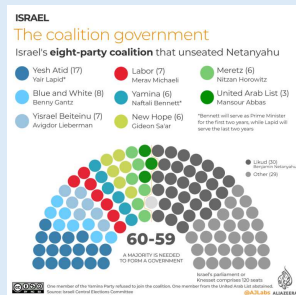 ISRAEL
The coalition government
Israel's eight-party coalition that unseated Netanyahu
Yesh Atid (17)
Yair Lapid*
Blue and White (8)
Benny Gantz
Yisrael Beiteinu (7)
Avigdor Lieberman
Labor (7)
Merav Michaeli
Yamina (6)
Naftali Bennett*
New Hope (6)
Gideon Sa'ar
Meretz (6)
Nitzan Horowitz
United Arab List (3)
Mansour Abbas
*Bennett will serve as Prime Minister
for the first two years, while Lapid will
serve the last two years.
Likud (30)
Benjamin Netanyahu
Other (29)
60-59
A MAJORITY IS NEEDED
TO FORM A GOVERNMENT
Israel's parliament or
Knesset comprises 120 seats
One member of the Yamina Party refused to join the coalition. One member from the United Arab List abstained.
Source: Israeli Central Elections Committee
@AJLabs ALJAZEERA